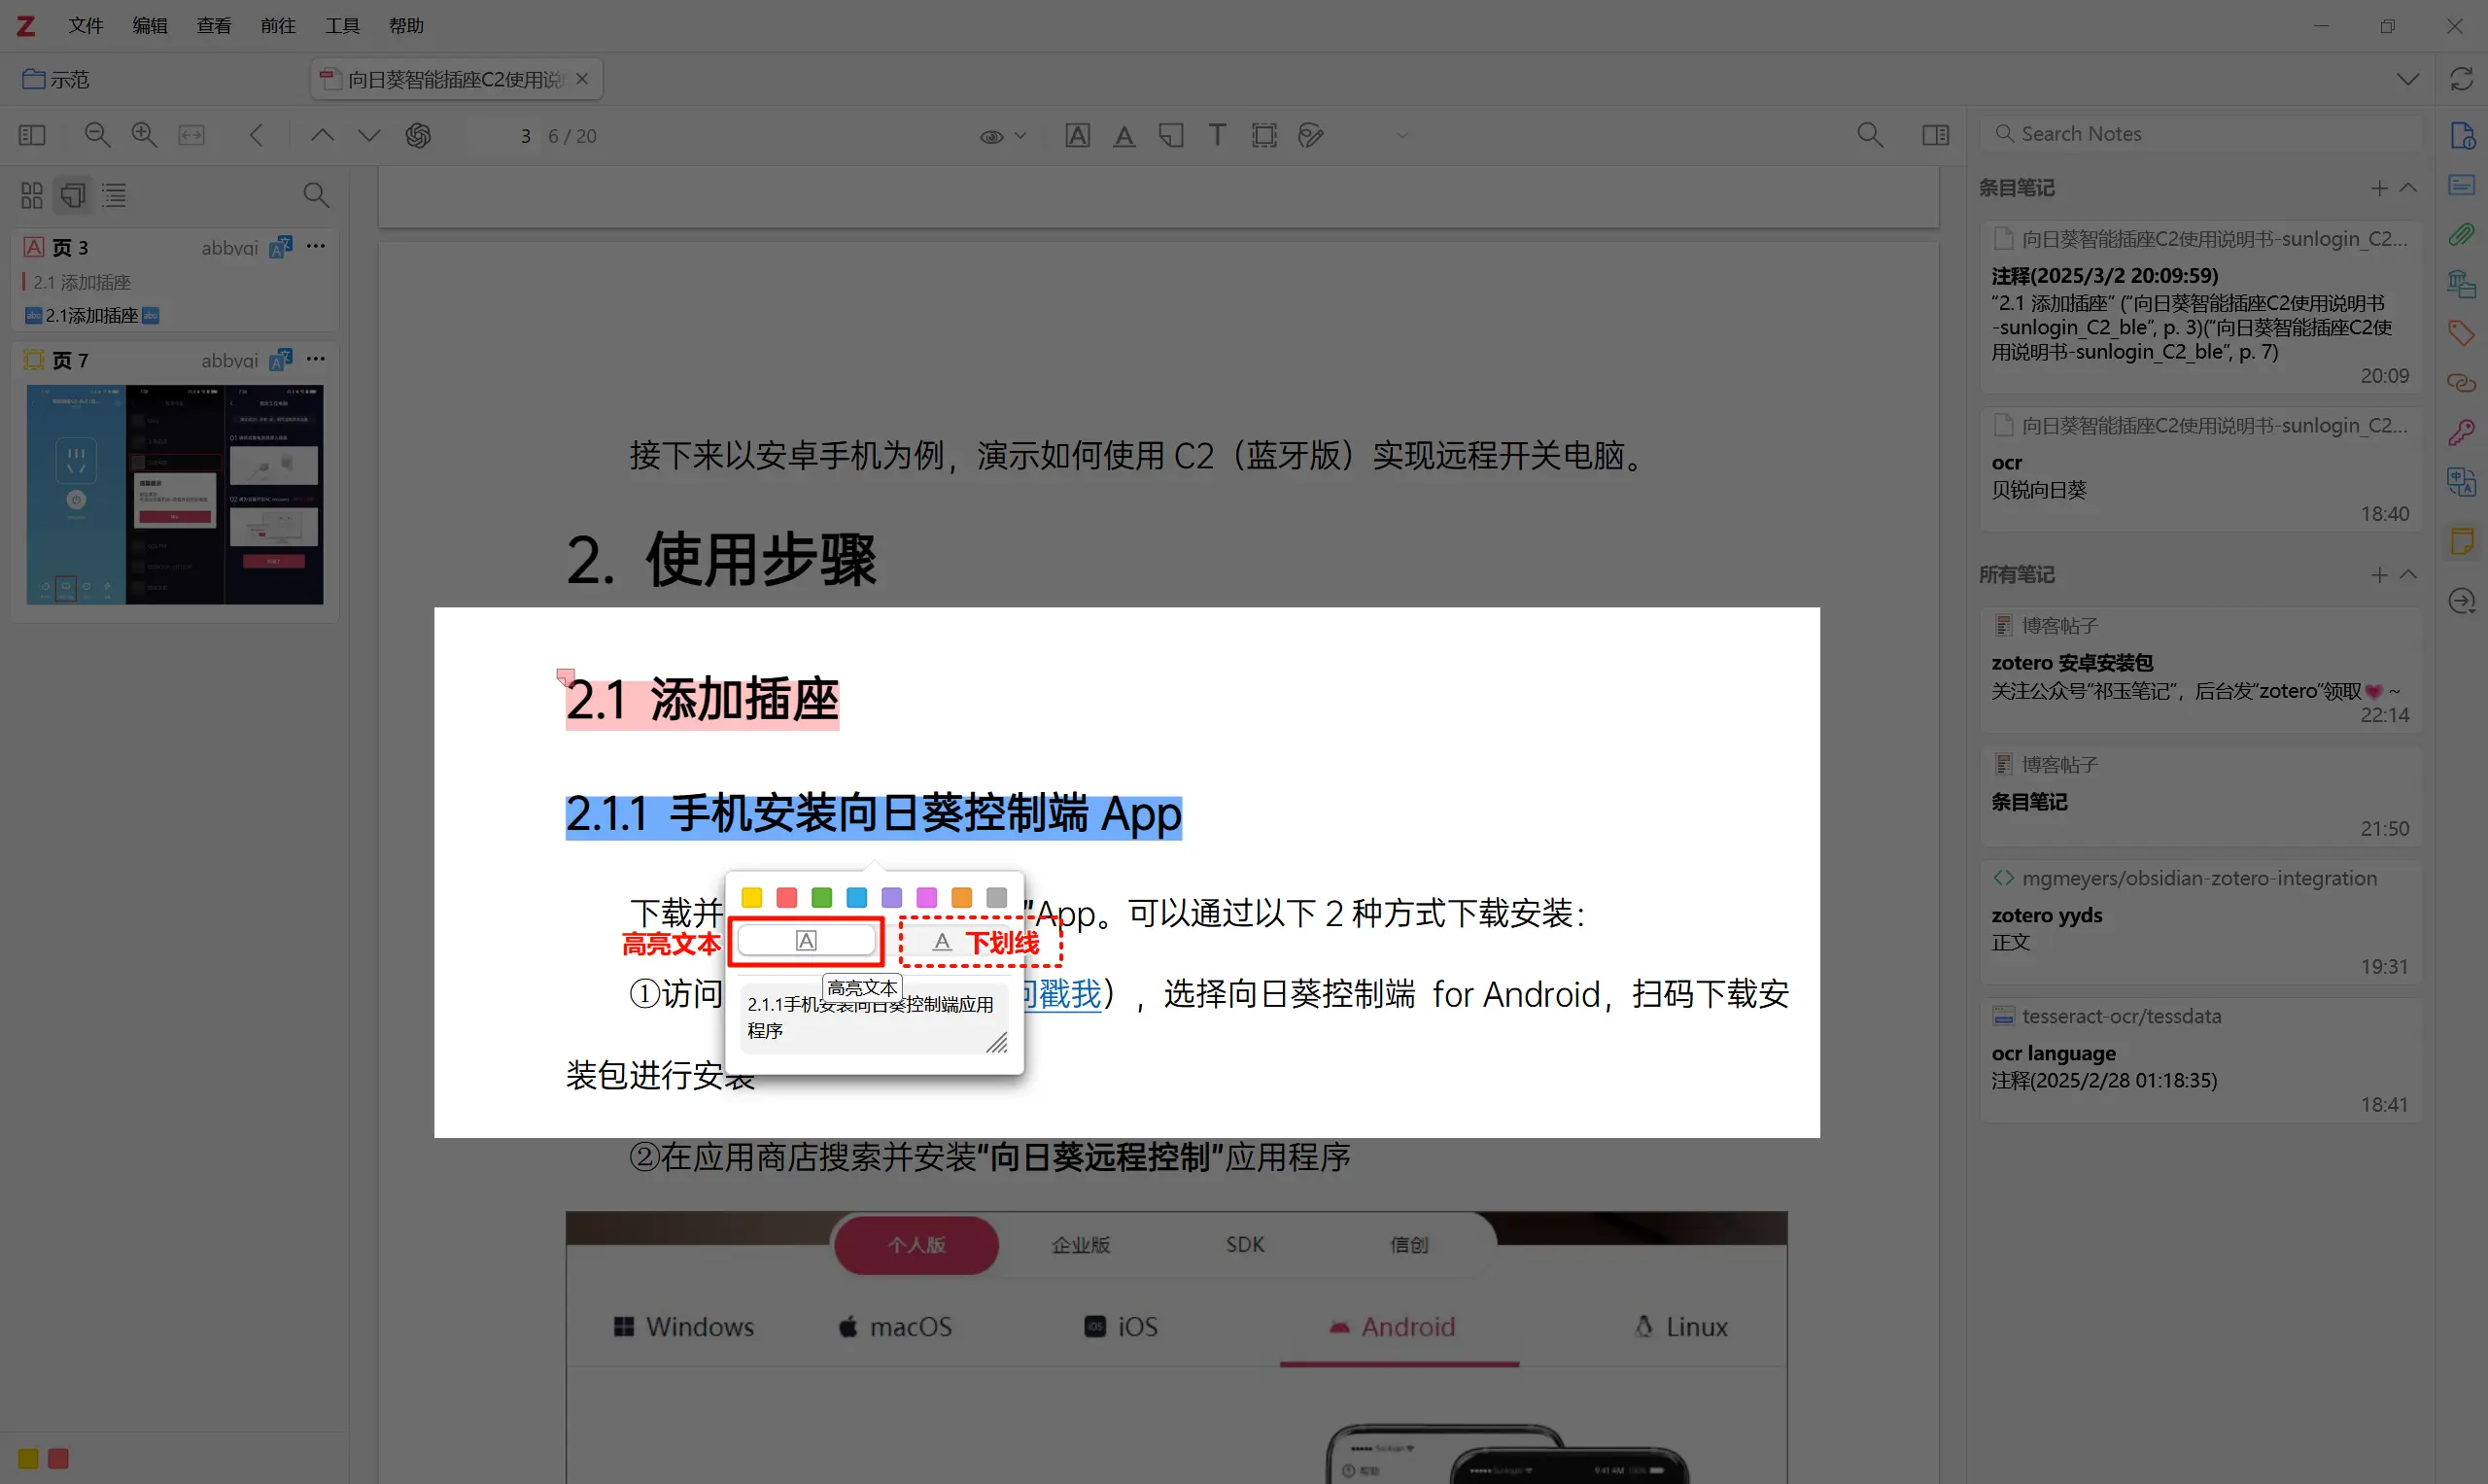 文件 编辑 查看 前往 工具 帮助
示范
向日葵智能插座C2使用说
3 6 / 20
Search Notes
页 3 abbyqi
2.1 添加插座
2.1添加插座
页 7 abbyqi
接下来以安卓手机为例，演示如何使用 C2（蓝牙版）实现远程开关电脑。
2. 使用步骤
2.1 添加插座
2.1.1 手机安装向日葵控制端 App
下载并
”App。可以通过以下 2 种方式下载安装：
高亮文本
下划线
高亮文本
①访问
戳我），选择向日葵控制端 for Android，扫码下载安
2.1.1手机安装向日葵控制端应用
程序
装包进行安装
②在应用商店搜索并安装“向日葵远程控制”应用程序
个人版 企业版 SDK 信创
Windows macOS iOS Android Linux
条目笔记
向日葵智能插座C2使用说明书-sunlogin_C2...
注释(2025/3/2 20:09:59)
“2.1 添加插座” (“向日葵智能插座C2使用说明书
-sunlogin_C2_ble”, p. 3)(“向日葵智能插座C2使
用说明书-sunlogin_C2_ble”, p. 7)
20:09
向日葵智能插座C2使用说明书-sunlogin_C2...
ocr
贝锐向日葵
18:40
所有笔记
博客帖子
zotero 安卓安装包
关注公众号“祁玉笔记”，后台发“zotero”领取💗~
22:14
博客帖子
条目笔记
21:50
mgmeyers/obsidian-zotero-integration
zotero yyds
正文
19:31
tesseract-ocr/tessdata
ocr language
注释(2025/2/28 01:18:35)
18:41